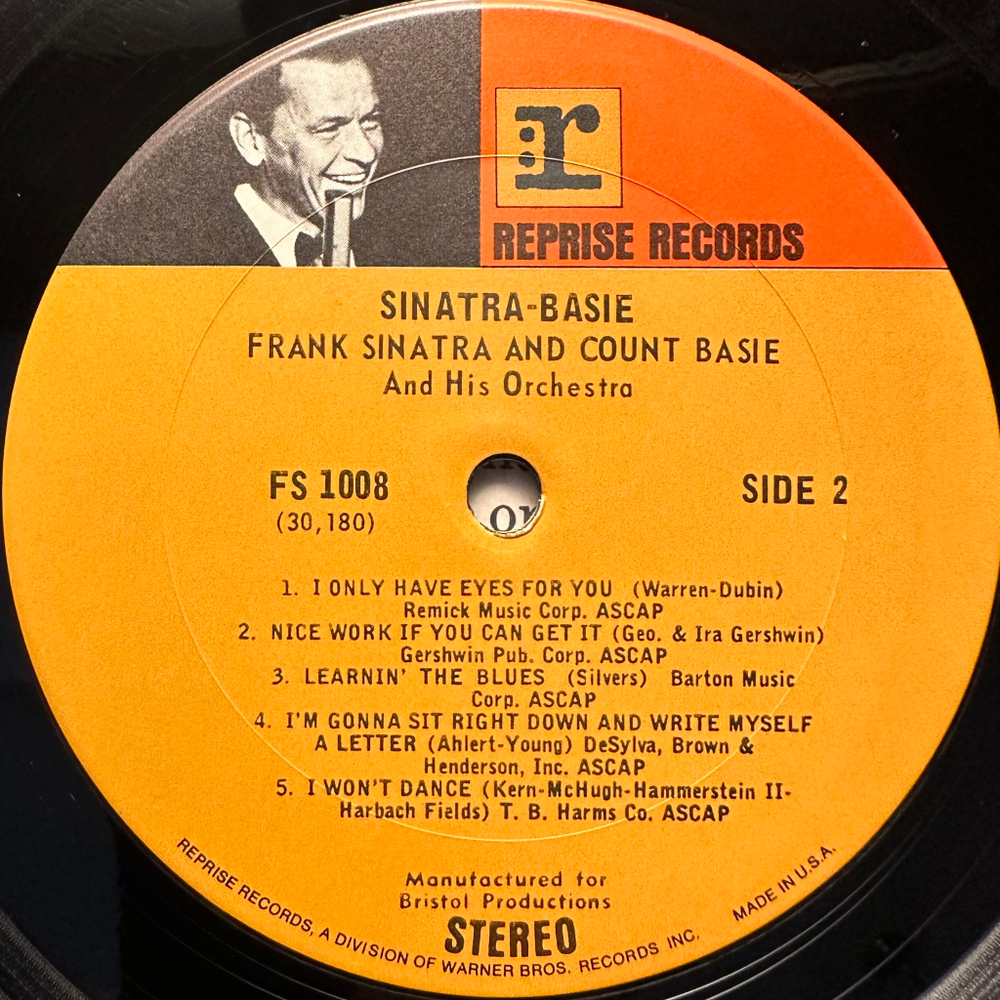 :r
REPRISE RECORDS
SINATRA-BASIE
FRANK SINATRA AND COUNT BASIE
And His Orchestra
FS 1008
SIDE 2
(30,180)
or
1. I ONLY HAVE EYES FOR YOU (Warren-Dubin)
Remick Music Corp. ASCAP
2. NICE WORK IF YOU CAN GET IT (Geo. & Ira Gershwin)
Gershwin Pub. Corp. ASCAP
3. LEARNIN' THE BLUES (Silvers) Barton Music
Corp. ASCAP
4. I'M GONNA SIT RIGHT DOWN AND WRITE MYSELF
A LETTER (Ahlert-Young) DeSylva, Brown &
Henderson, Inc. ASCAP
5. I WON'T DANCE (Kern-McHugh-Hammerstein II-
Harbach Fields) T. B. Harms Co. ASCAP
Manufactured for
Bristol Productions
STEREO
REPRISE RECORDS, A DIVISION OF WARNER BROS. RECORDS INC.
MADE IN U.S.A.